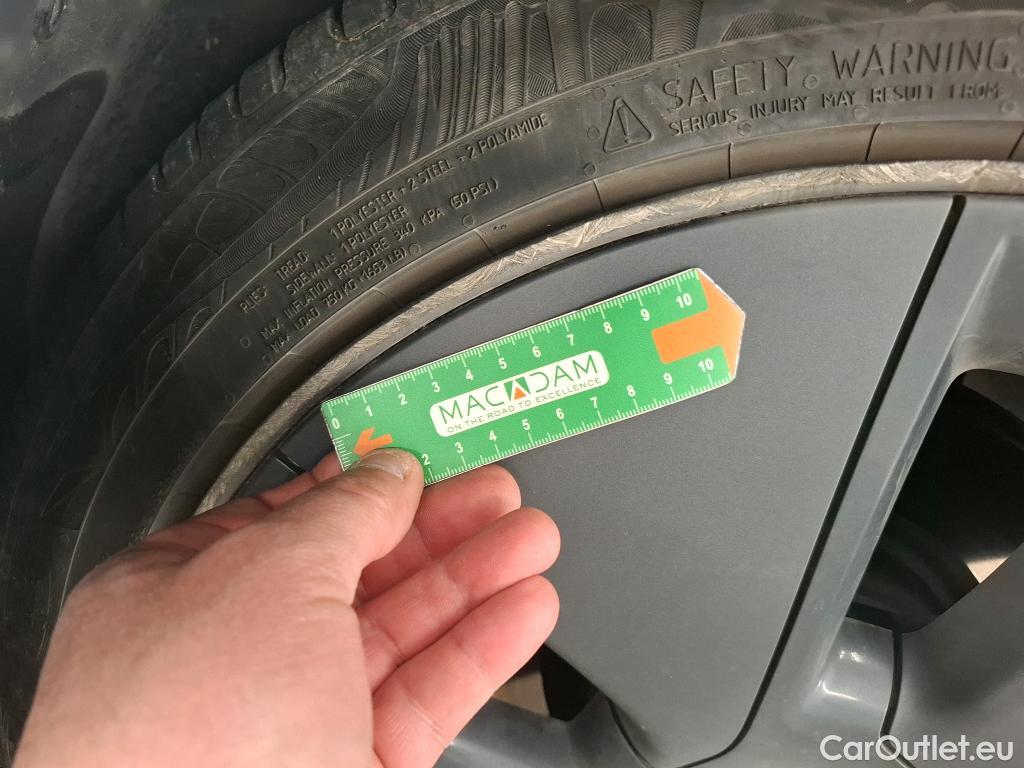 SAFETY WARNING
SERIOUS INJURY MAY RESULT FROM:
PLIES: TREAD: 1 POLYESTER + 2 STEEL + 2 POLYAMIDE
SIDEWALL: 1 POLYESTER
MAX INFLATION PRESSURE 340 KPA (50 PSI)
MAX LOAD 750 KG (1653 LB)
0 1 2 3 4 5 6 7 8 9 10
MACADAM
ON THE ROAD TO EXCELLENCE
2 3 4 5 6 7 8 9 10
CarOutlet.eu